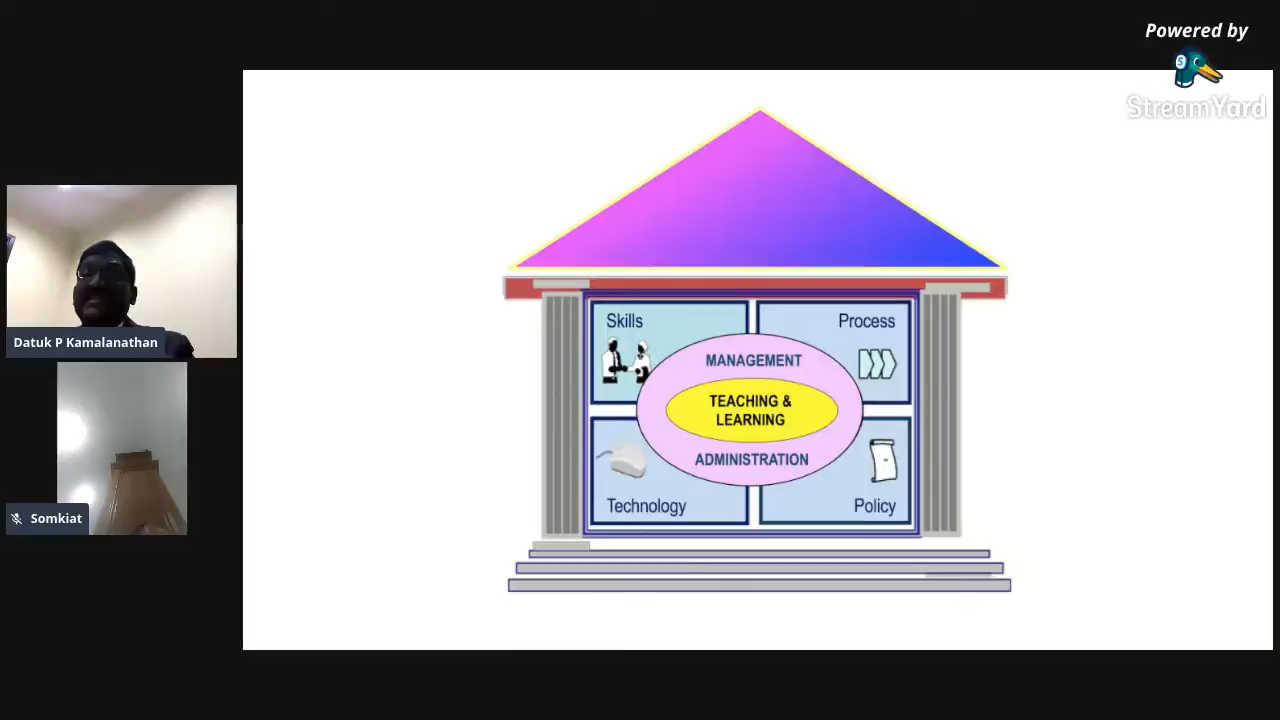 Powered by
StreamYard
Datuk P Kamalanathan
Somkiat
Skills
Process
MANAGEMENT
TEACHING &
LEARNING
ADMINISTRATION
Technology
Policy